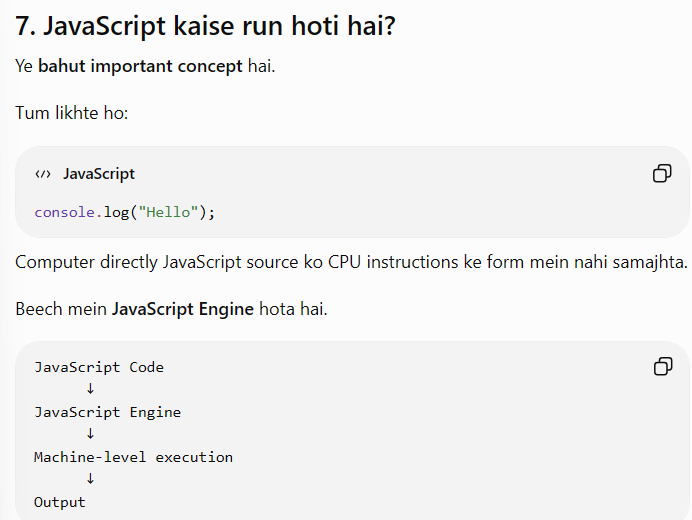 7. JavaScript kaise run hoti hai?
Ye bahut important concept hai.
Tum likhte ho:
</> JavaScript
console.log("Hello");
Computer directly JavaScript source ko CPU instructions ke form mein nahi samajhta.
Beech mein JavaScript Engine hota hai.
JavaScript Code
↓
JavaScript Engine
↓
Machine-level execution
↓
Output